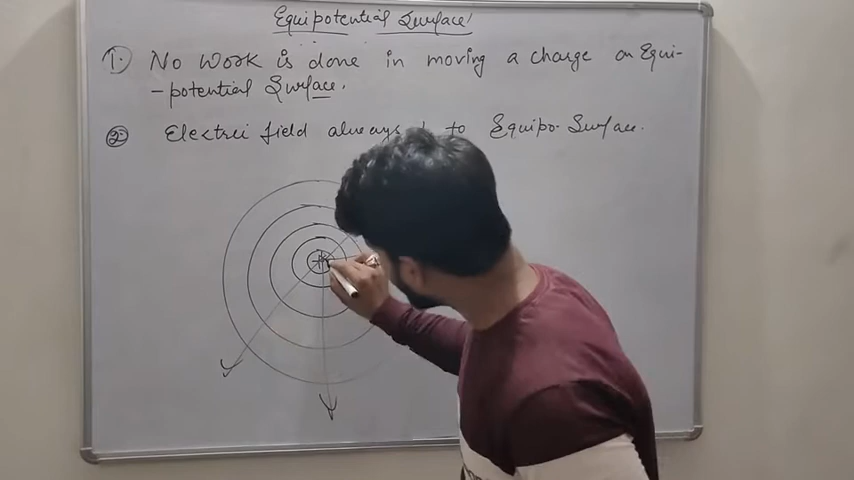 Equipotential Surface
1. No work is done in moving a charge on Equi-
-potential Surface.
2. Electric field always to Equipo. Surface.
+